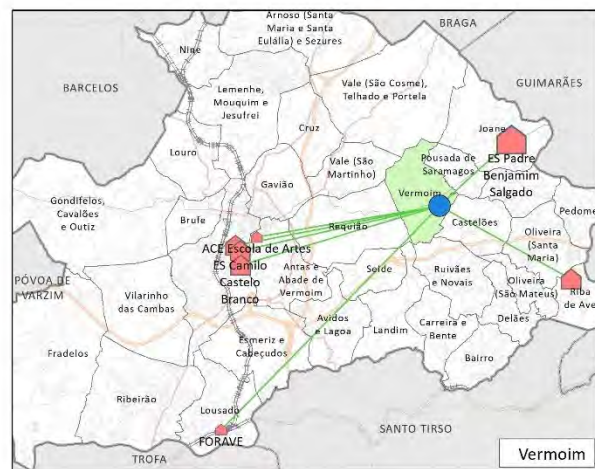 Arnoso (Santa
Maria e Santa
Eulália) e Sezures
BRAGA
Nine
BARCELOS
Lemenhe,
Mouquim e
Jesufrei
Vale (São Cosme),
Telhado e Portela
GUIMARÃES
Cruz
Joane
ES Padre
Benjamim
Salgado
Louro
Vale (São
Martinho)
Pousada de
Saramagos
Gavião
Vermoim
Gondifelos,
Cavalões
e Outiz
Brufe
Requião
Castelões
Pedome
ACE Escola de Artes
ES Camilo
Castelo
Branco
Oliveira
(Santa
Maria)
Antas e
Abade de
Vermoim
Seide
Ruivães
e Novais
Oliveira
(São Mateus)
Riba
de Ave
PÓVOA DE
VARZIM
Vilarinho
das Cambas
Delães
Avidos
e Lagoa
Landim
Carreira e
Bente
Esmeriz e
Cabeçudos
Bairro
Fradelos
Ribeirão
Lousado
FORAVE
SANTO TIRSO
TROFA
Vermoim